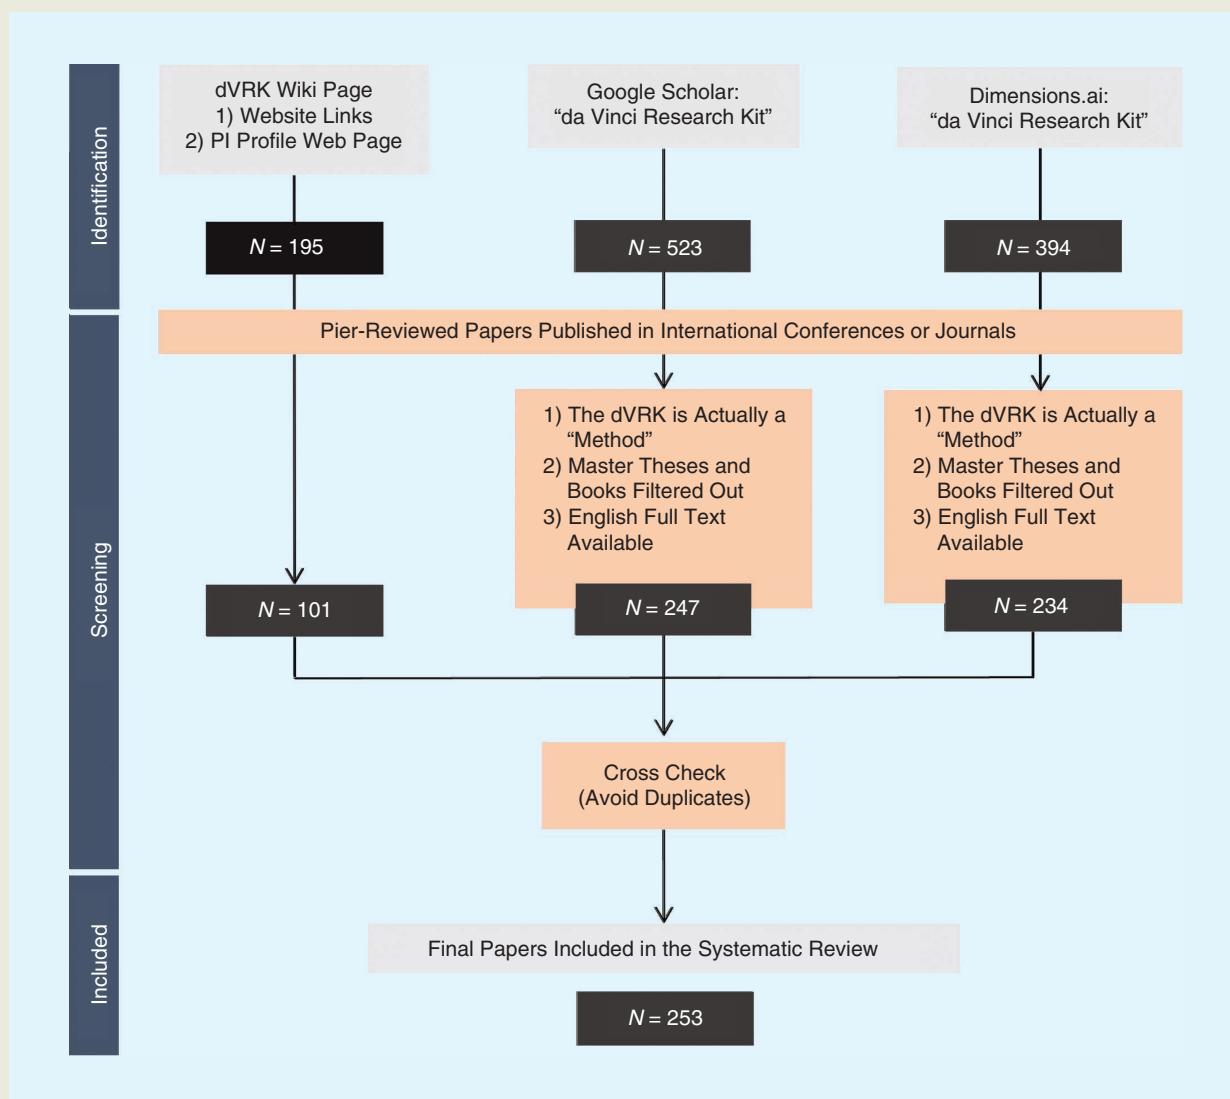 Identification
dVRK Wiki Page
1) Website Links
2) PI Profile Web Page
Google Scholar:
“da Vinci Research Kit”
Dimensions.ai:
“da Vinci Research Kit”
N = 195
N = 523
N = 394
Screening
Pier-Reviewed Papers Published in International Conferences or Journals
1) The dVRK is Actually a
“Method”
2) Master Theses and
Books Filtered Out
3) English Full Text
Available
1) The dVRK is Actually a
“Method”
2) Master Theses and
Books Filtered Out
3) English Full Text
Available
N = 101
N = 247
N = 234
Cross Check
(Avoid Duplicates)
Included
Final Papers Included in the Systematic Review
N = 253